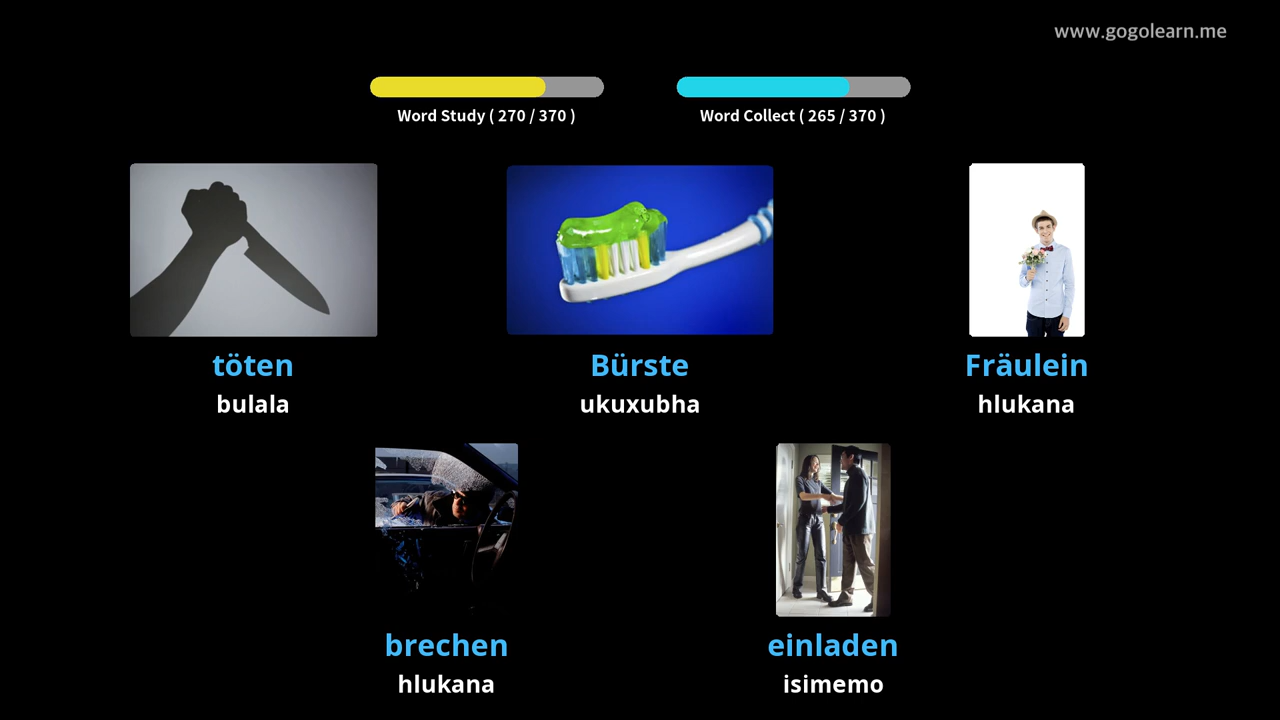 www.gogolearn.me
Word Study ( 270 / 370 )
Word Collect ( 265 / 370 )
töten
bulala
Bürste
ukuxubha
Fräulein
hlukana
brechen
hlukana
einladen
isimemo